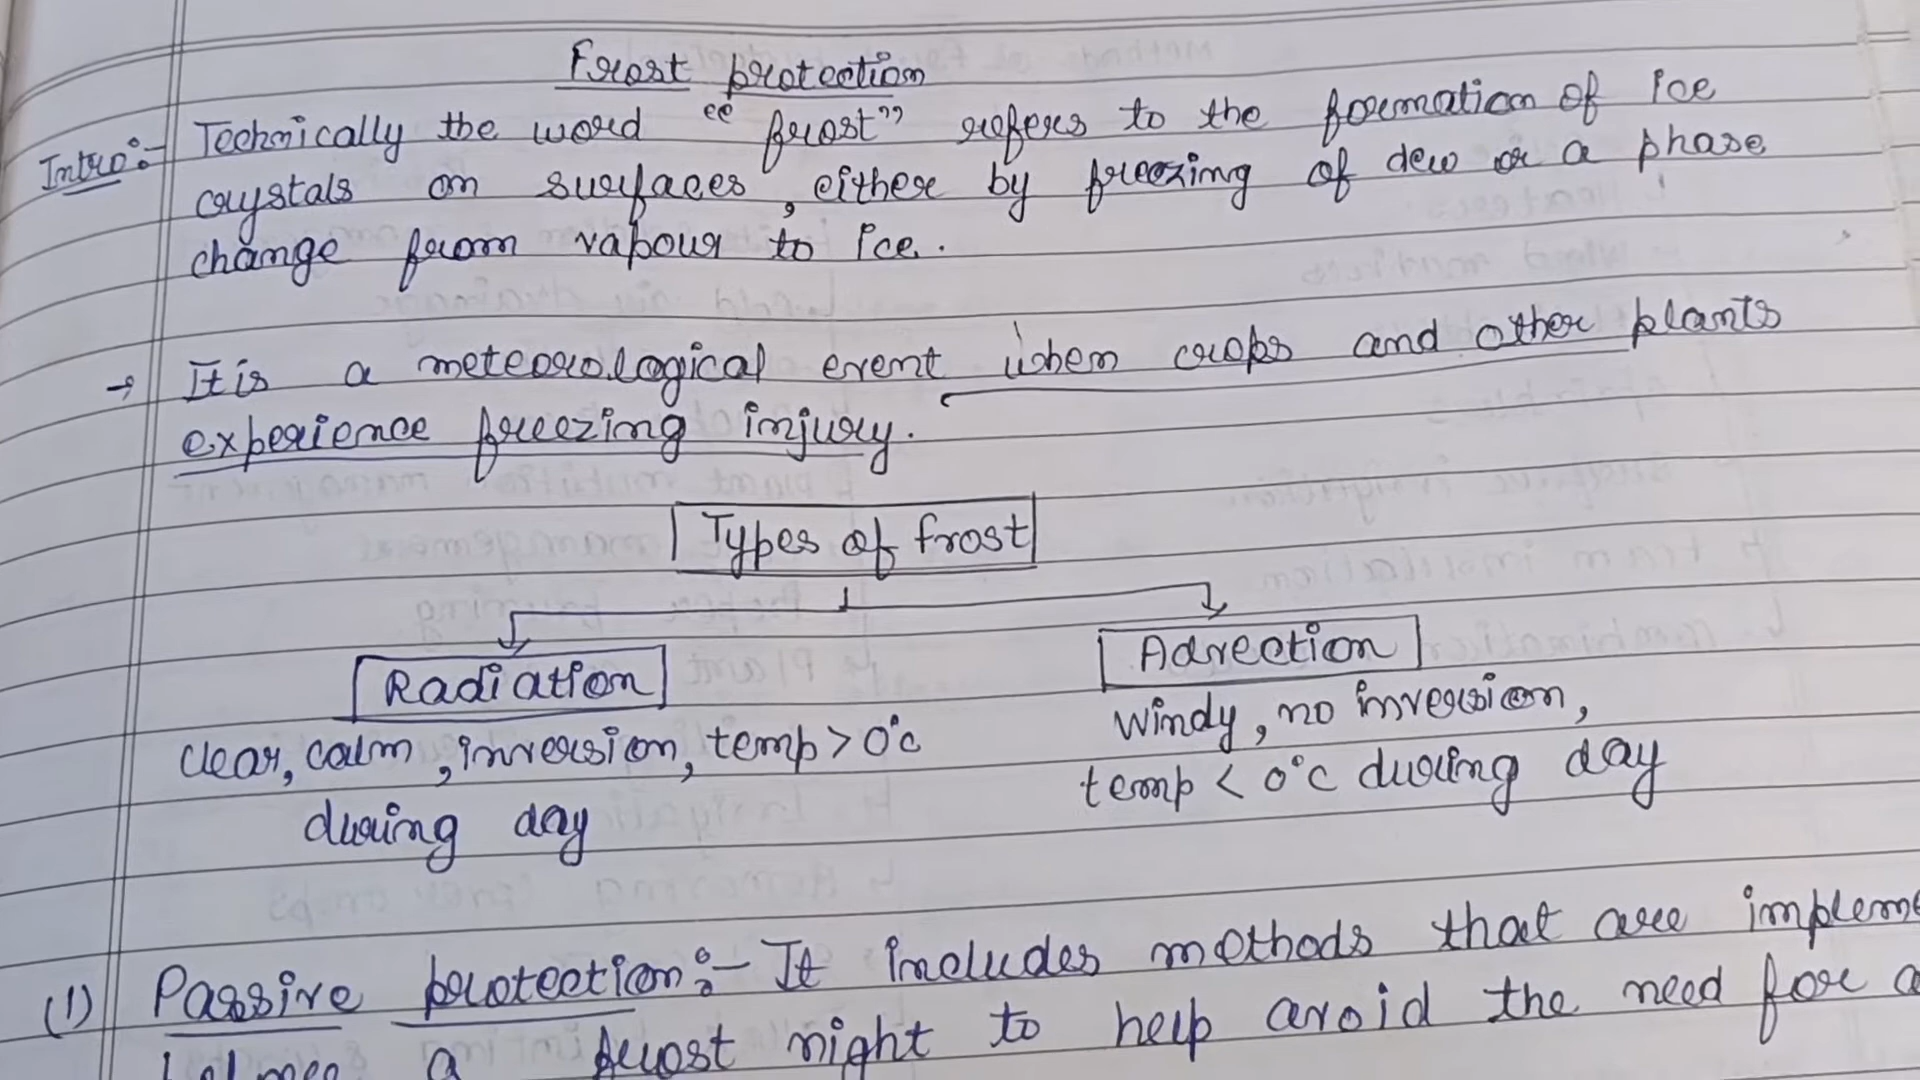 Frost protection
Intro:- Technically the word "frost" refers to the formation of ice
crystals on surfaces, either by freezing of dew or a phase
change from vapour to ice.
→ It is a meteorological event when crops and other plants
experience freezing injury.
Types of frost
Radiation
Advection
clear, calm, inversion, temp > 0°c
during day
Windy, no inversion,
temp < 0°c during day
(1) Passive protection:- It includes methods that are implem
a frost night to help avoid the need for a